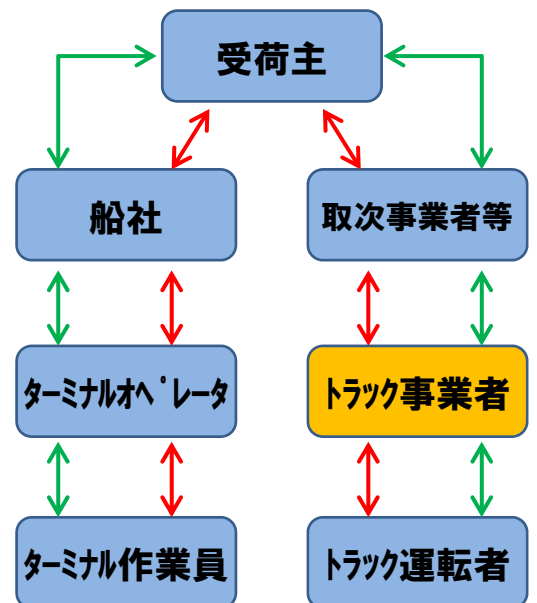 受荷主
船社
取次事業者等
ﾀｰﾐﾅﾙｵﾍﾟﾚｰﾀ
ﾄﾗｯｸ事業者
ﾀｰﾐﾅﾙ作業員
ﾄﾗｯｸ運転者